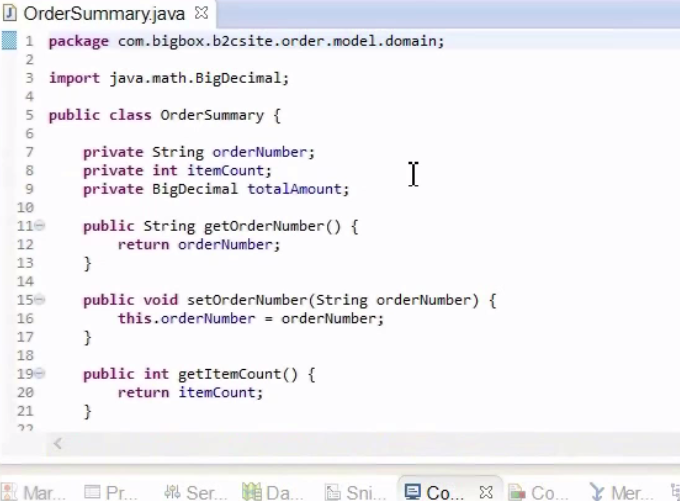 OrderSummary.java
1 package com.bigbox.b2csite.order.model.domain;
2
3 import java.math.BigDecimal;
4
5 public class OrderSummary {
6
7 private String orderNumber;
8 private int itemCount;
9 private BigDecimal totalAmount;
10
11 public String getOrderNumber() {
12 return orderNumber;
13 }
14
15 public void setOrderNumber(String orderNumber) {
16 this.orderNumber = orderNumber;
17 }
18
19 public int getItemCount() {
20 return itemCount;
21 }
22
Mar... Pr... Ser... Da... Sni... Co... Co... Mer...